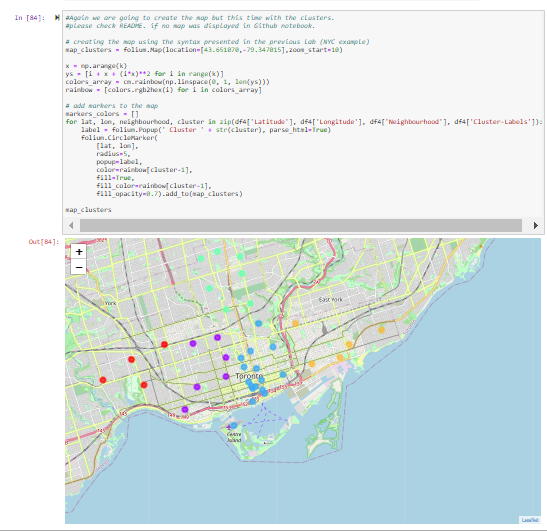 In [84]:
#Again we are going to create the map but this time with the clusters.
#please check README. if no map was displayed in Github notebook.
# creating the map using the syntax presented in the previous Lab (NYC example)
map_clusters = folium.Map(location=[43.651070,-79.347015],zoom_start=10)
x = np.arange(k)
ys = [i + x + (i*x)**2 for i in range(k)]
colors_array = cm.rainbow(np.linspace(0, 1, len(ys)))
rainbow = [colors.rgb2hex(i) for i in colors_array]
# add markers to the map
markers_colors = []
for lat, lon, neighbourhood, cluster in zip(df4['Latitude'], df4['Longitude'], df4['Neighbourhood'], df4['Cluster-Labels']):
label = folium.Popup(' Cluster ' + str(cluster), parse_html=True)
folium.CircleMarker(
[lat, lon],
radius=5,
popup=label,
color=rainbow[cluster-1],
fill=True,
fill_color=rainbow[cluster-1],
fill_opacity=0.7).add_to(map_clusters)
map_clusters
Out[84]:
+
−
York
East York
Toronto
Centre
Island
Leaflet